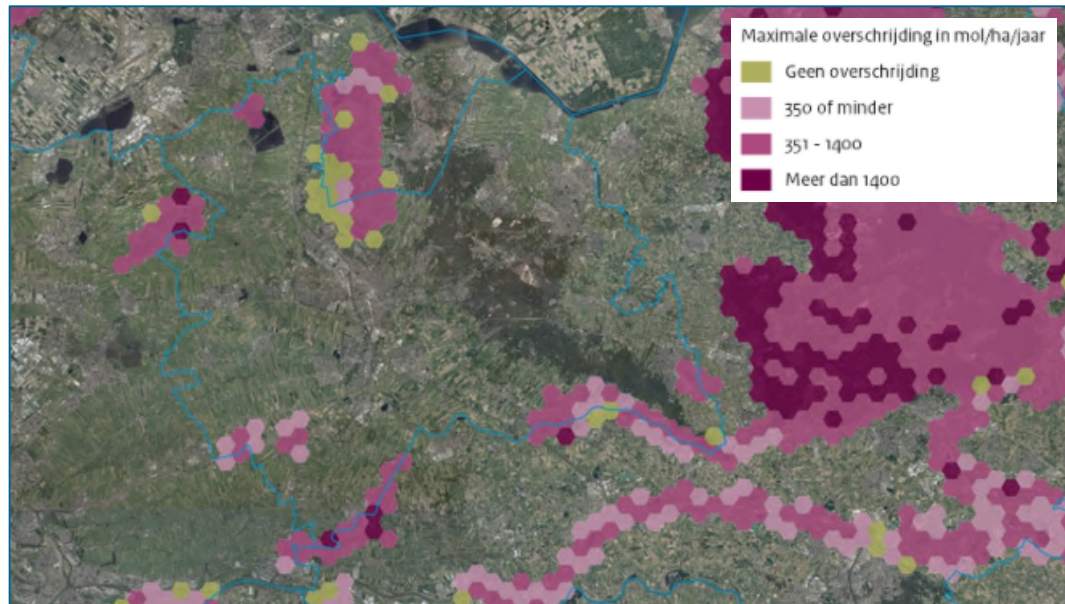 Maximale overschrijding in mol/ha/jaar
Geen overschrijding
350 of minder
351 - 1400
Meer dan 1400